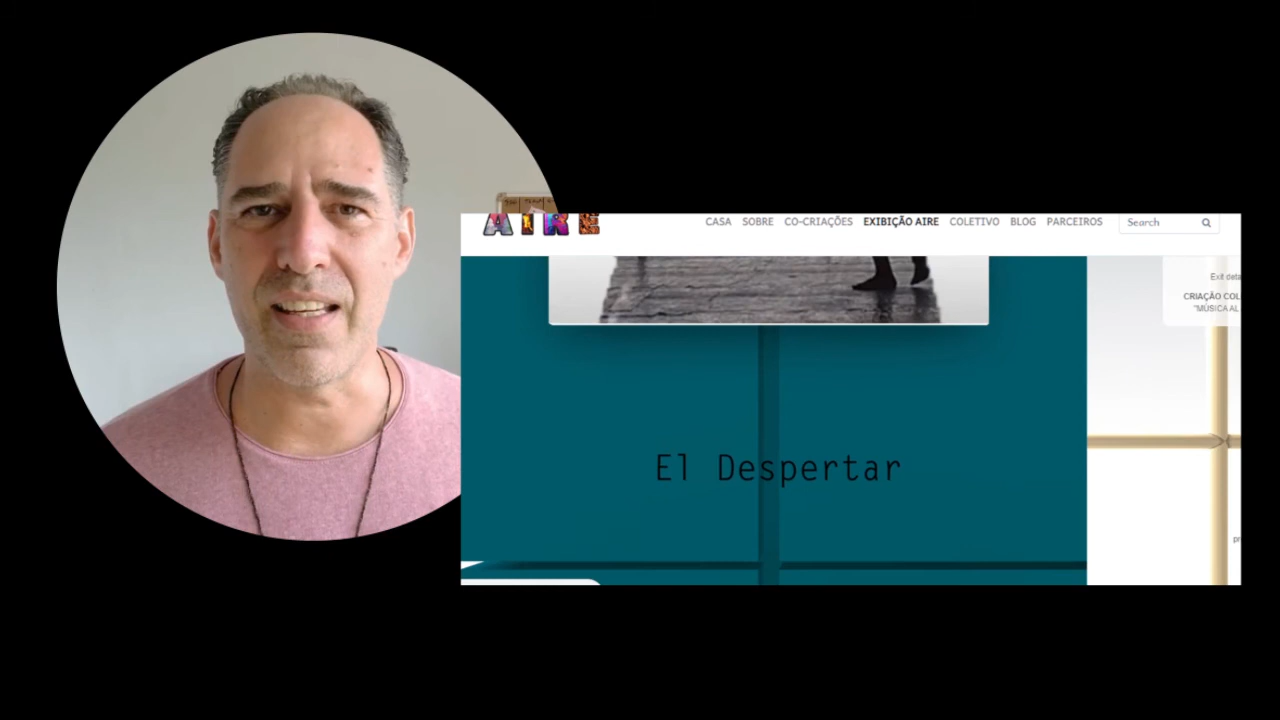 AIRE
CASA SOBRE CO-CRIAÇÕES EXIBIÇÃO AIRE COLETIVO BLOG PARCEIROS
Search
Exit deta
CRIAÇÃO COL
"MÚSICA AL
El Despertar